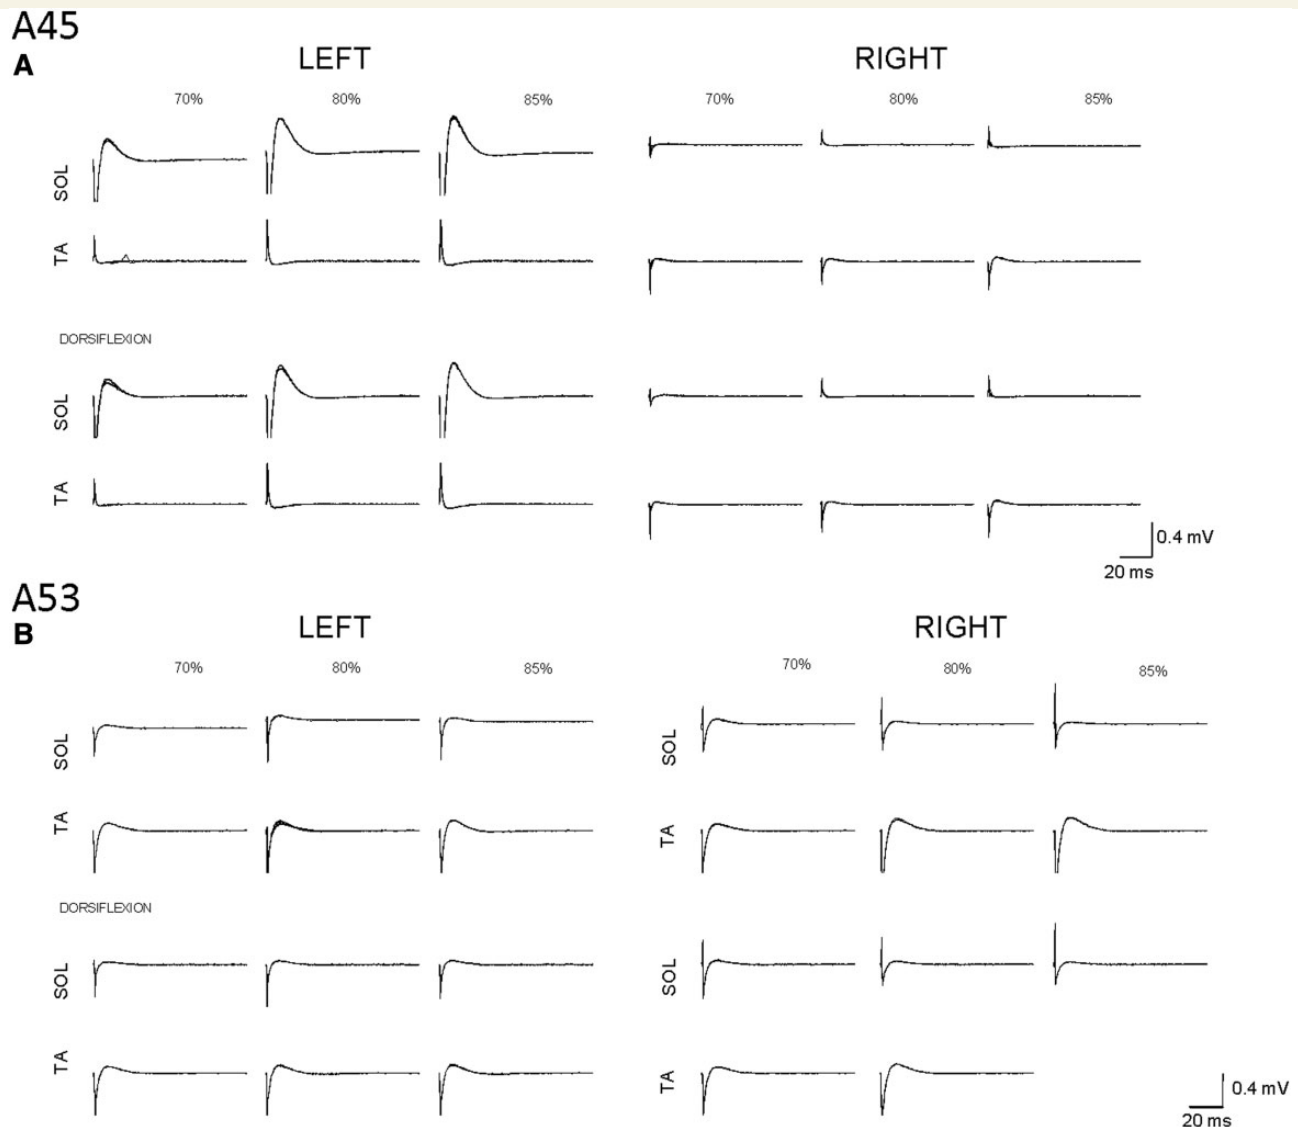 A45
A
LEFT
RIGHT
70%
80%
85%
70%
80%
85%
SOL
TA
DORSIFLEXION
SOL
TA
0.4 mV
20 ms
A53
B
LEFT
RIGHT
70%
80%
85%
70%
80%
85%
SOL
SOL
TA
TA
DORSIFLEXION
SOL
SOL
TA
TA
0.4 mV
20 ms